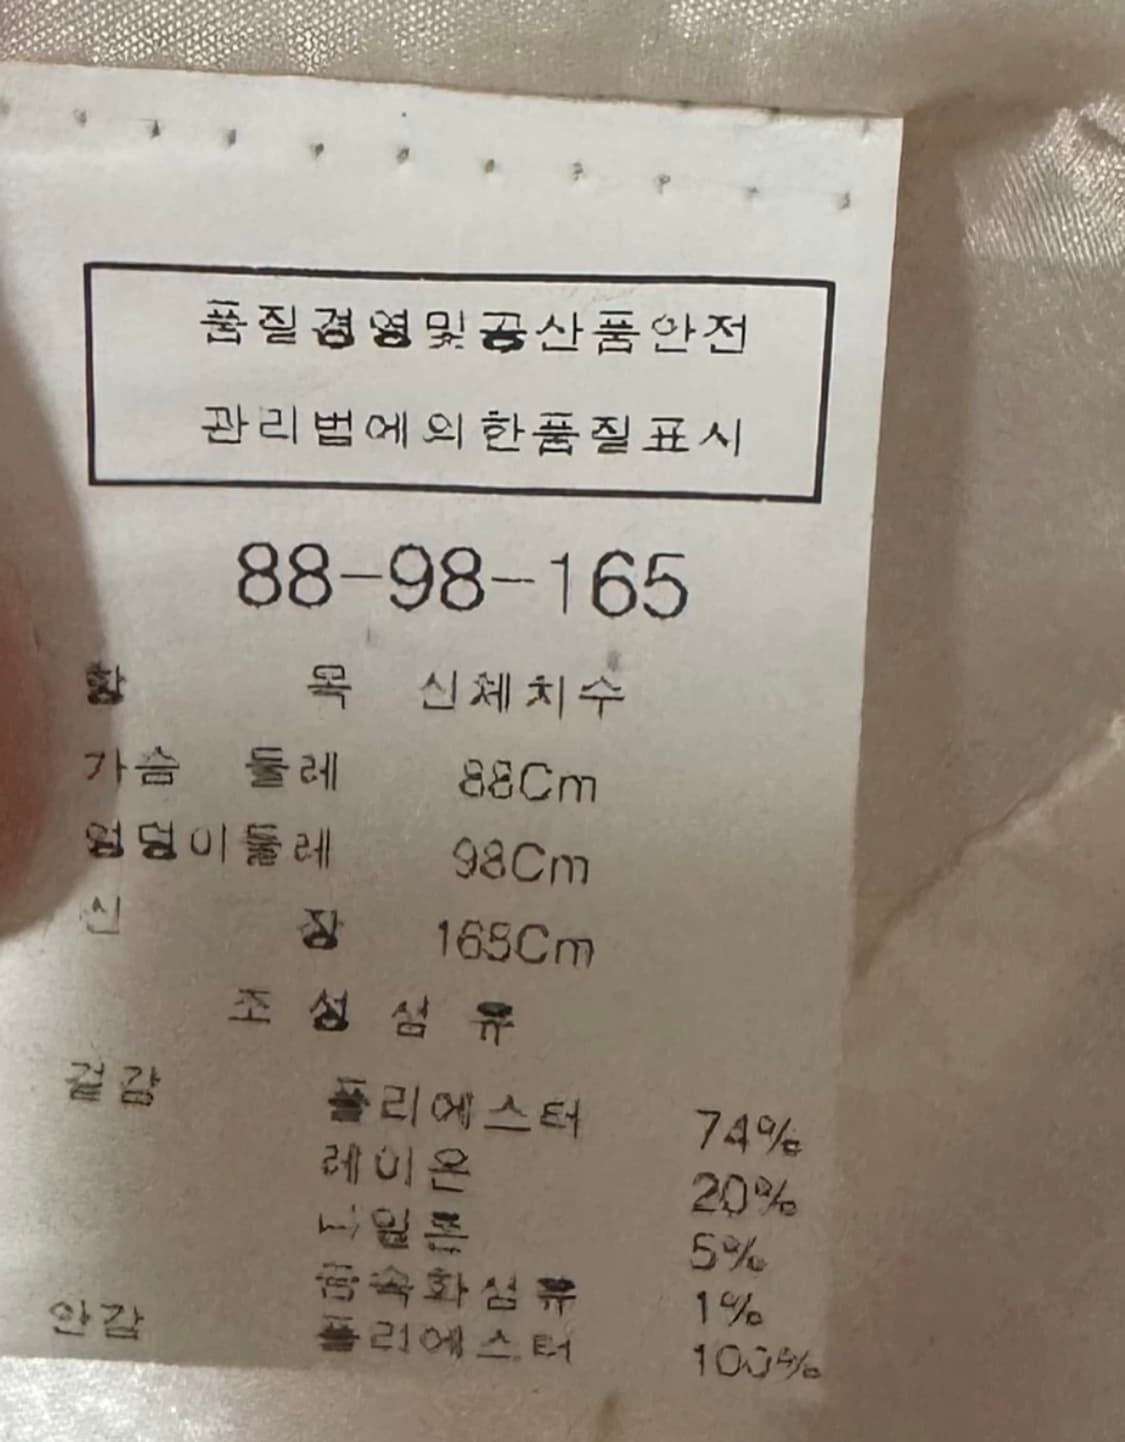 품질경영및공산품안전
관리법에의한품질표시
88-98-165
항 목 신체치수
가슴 둘레 88Cm
엉덩이둘레 98Cm
신 장 165Cm
조 성 섬 유
겉감 폴리에스터 74%
레이온 20%
나일론 5%
금속화섬유 1%
안감 폴리에스터 100%